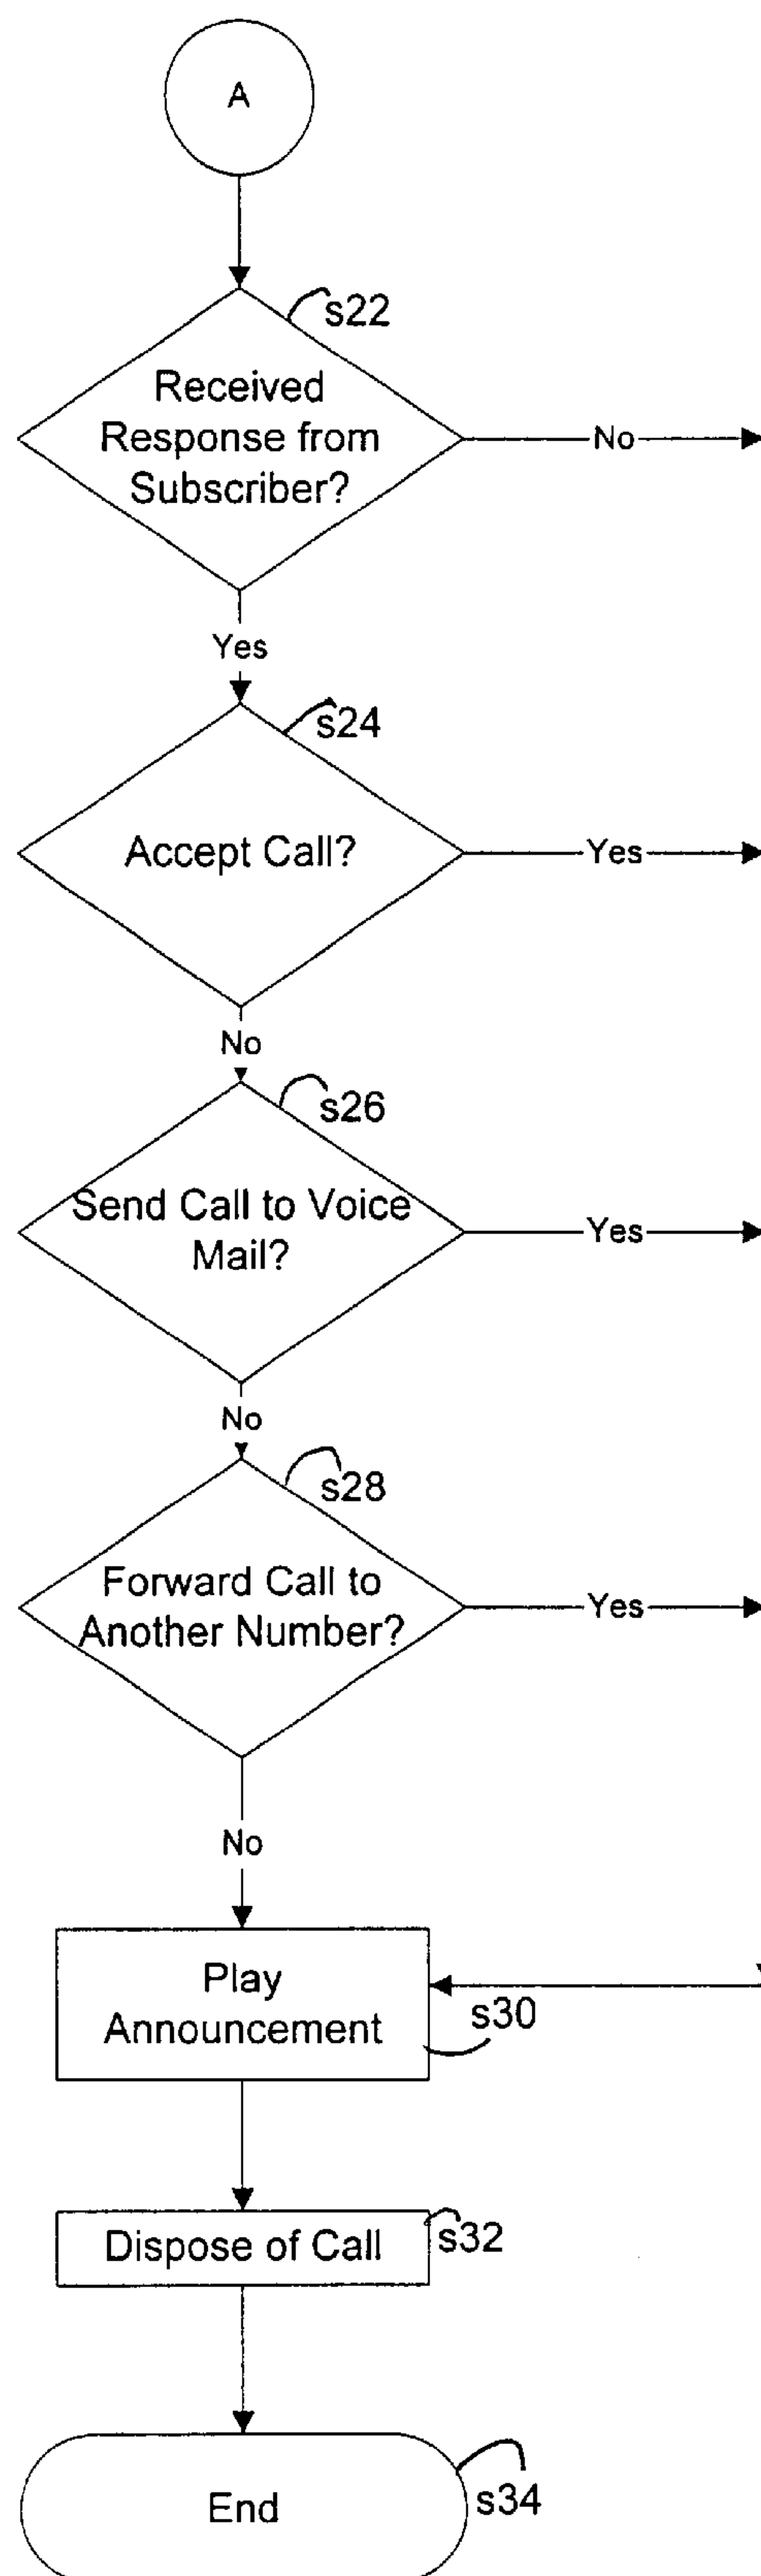 A
s22
Received
Response from
Subscriber?
No
Yes
s24
Accept Call?
Yes
No
s26
Send Call to Voice
Mail?
Yes
No
s28
Forward Call to
Another Number?
Yes
No
Play
Announcement
s30
Dispose of Call
s32
End
s34